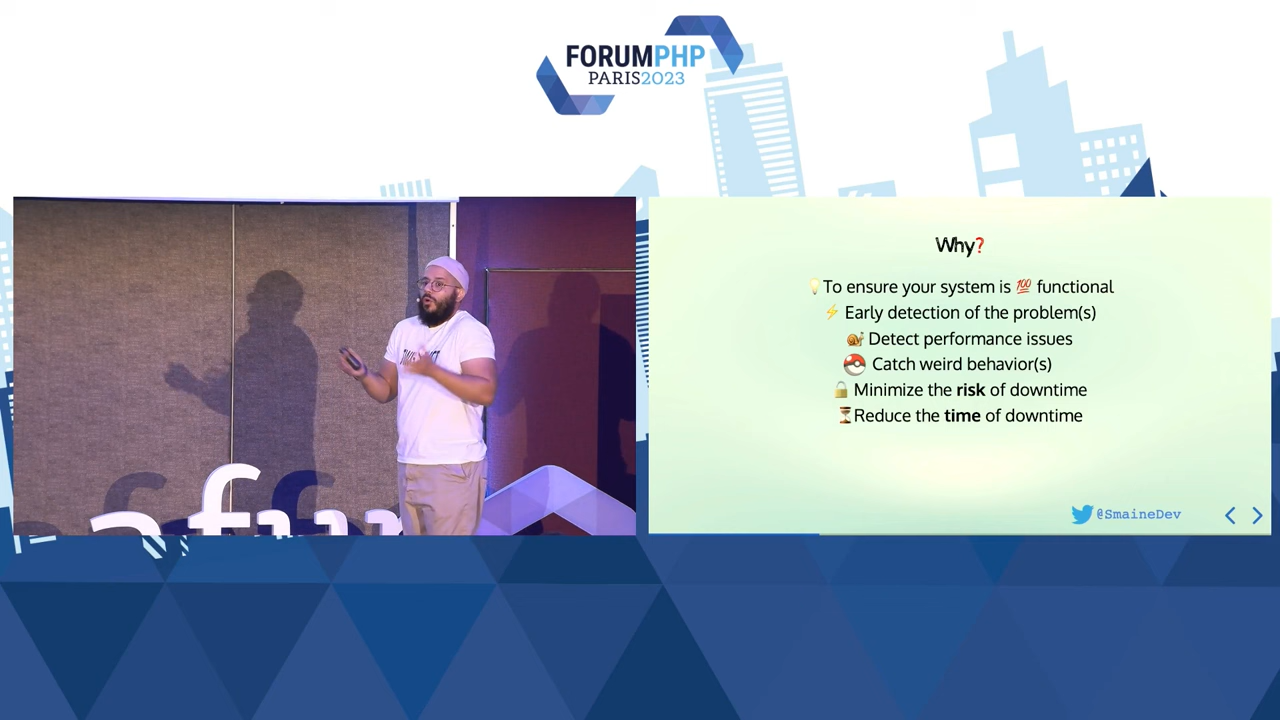 FORUMPHP
PARIS2023
afup
Why?
To ensure your system is 💯 functional
Early detection of the problem(s)
Detect performance issues
Catch weird behavior(s)
Minimize the risk of downtime
Reduce the time of downtime
@SmaineDev